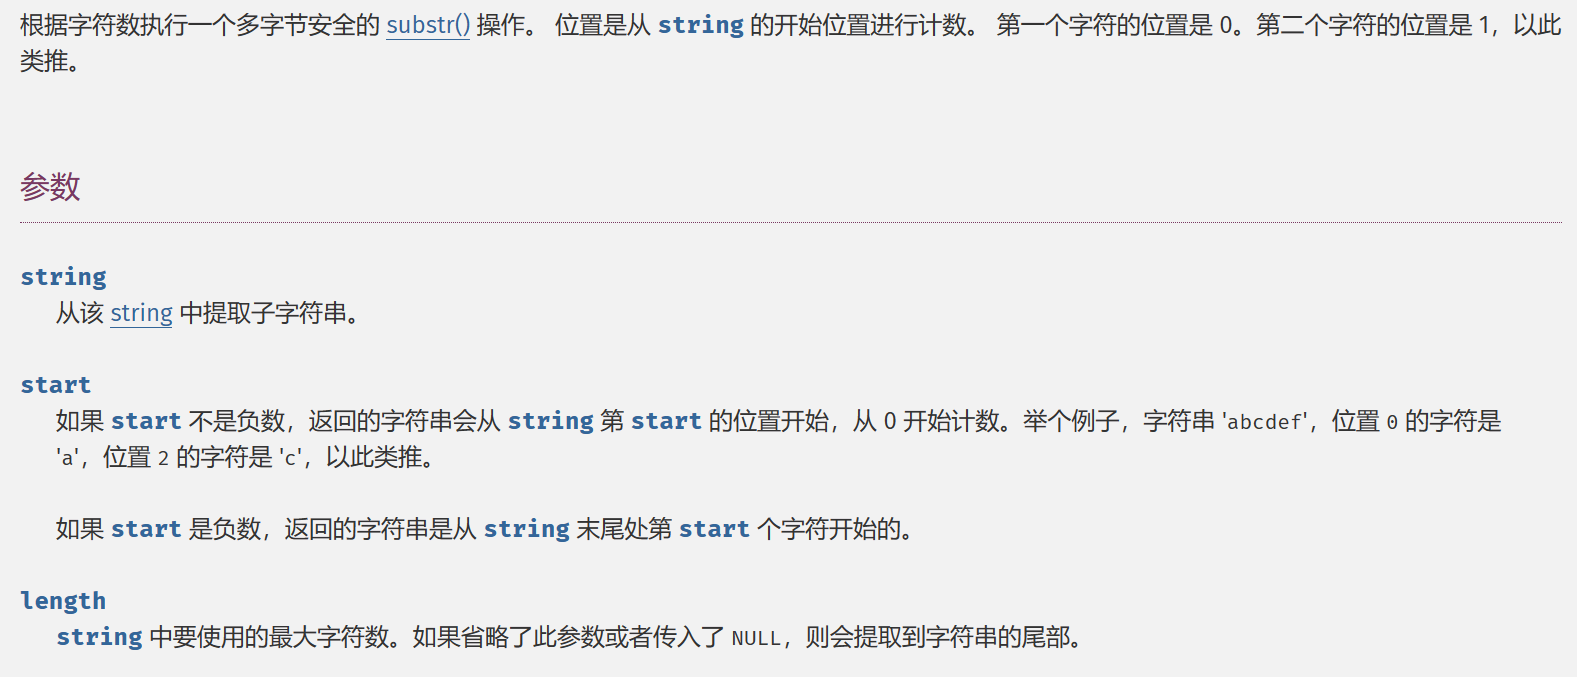 根据字符数执行一个多字节安全的 substr() 操作。 位置是从 string 的开始位置进行计数。 第一个字符的位置是 0。第二个字符的位置是 1，以此
类推。
参数
string
从该 string 中提取子字符串。
start
如果 start 不是负数，返回的字符串会从 string 第 start 的位置开始，从 0 开始计数。举个例子，字符串 'abcdef'，位置 0 的字符是
'a'，位置 2 的字符是 'c'，以此类推。
如果 start 是负数，返回的字符串是从 string 末尾处第 start 个字符开始的。
length
string 中要使用的最大字符数。如果省略了此参数或者传入了 NULL，则会提取到字符串的尾部。